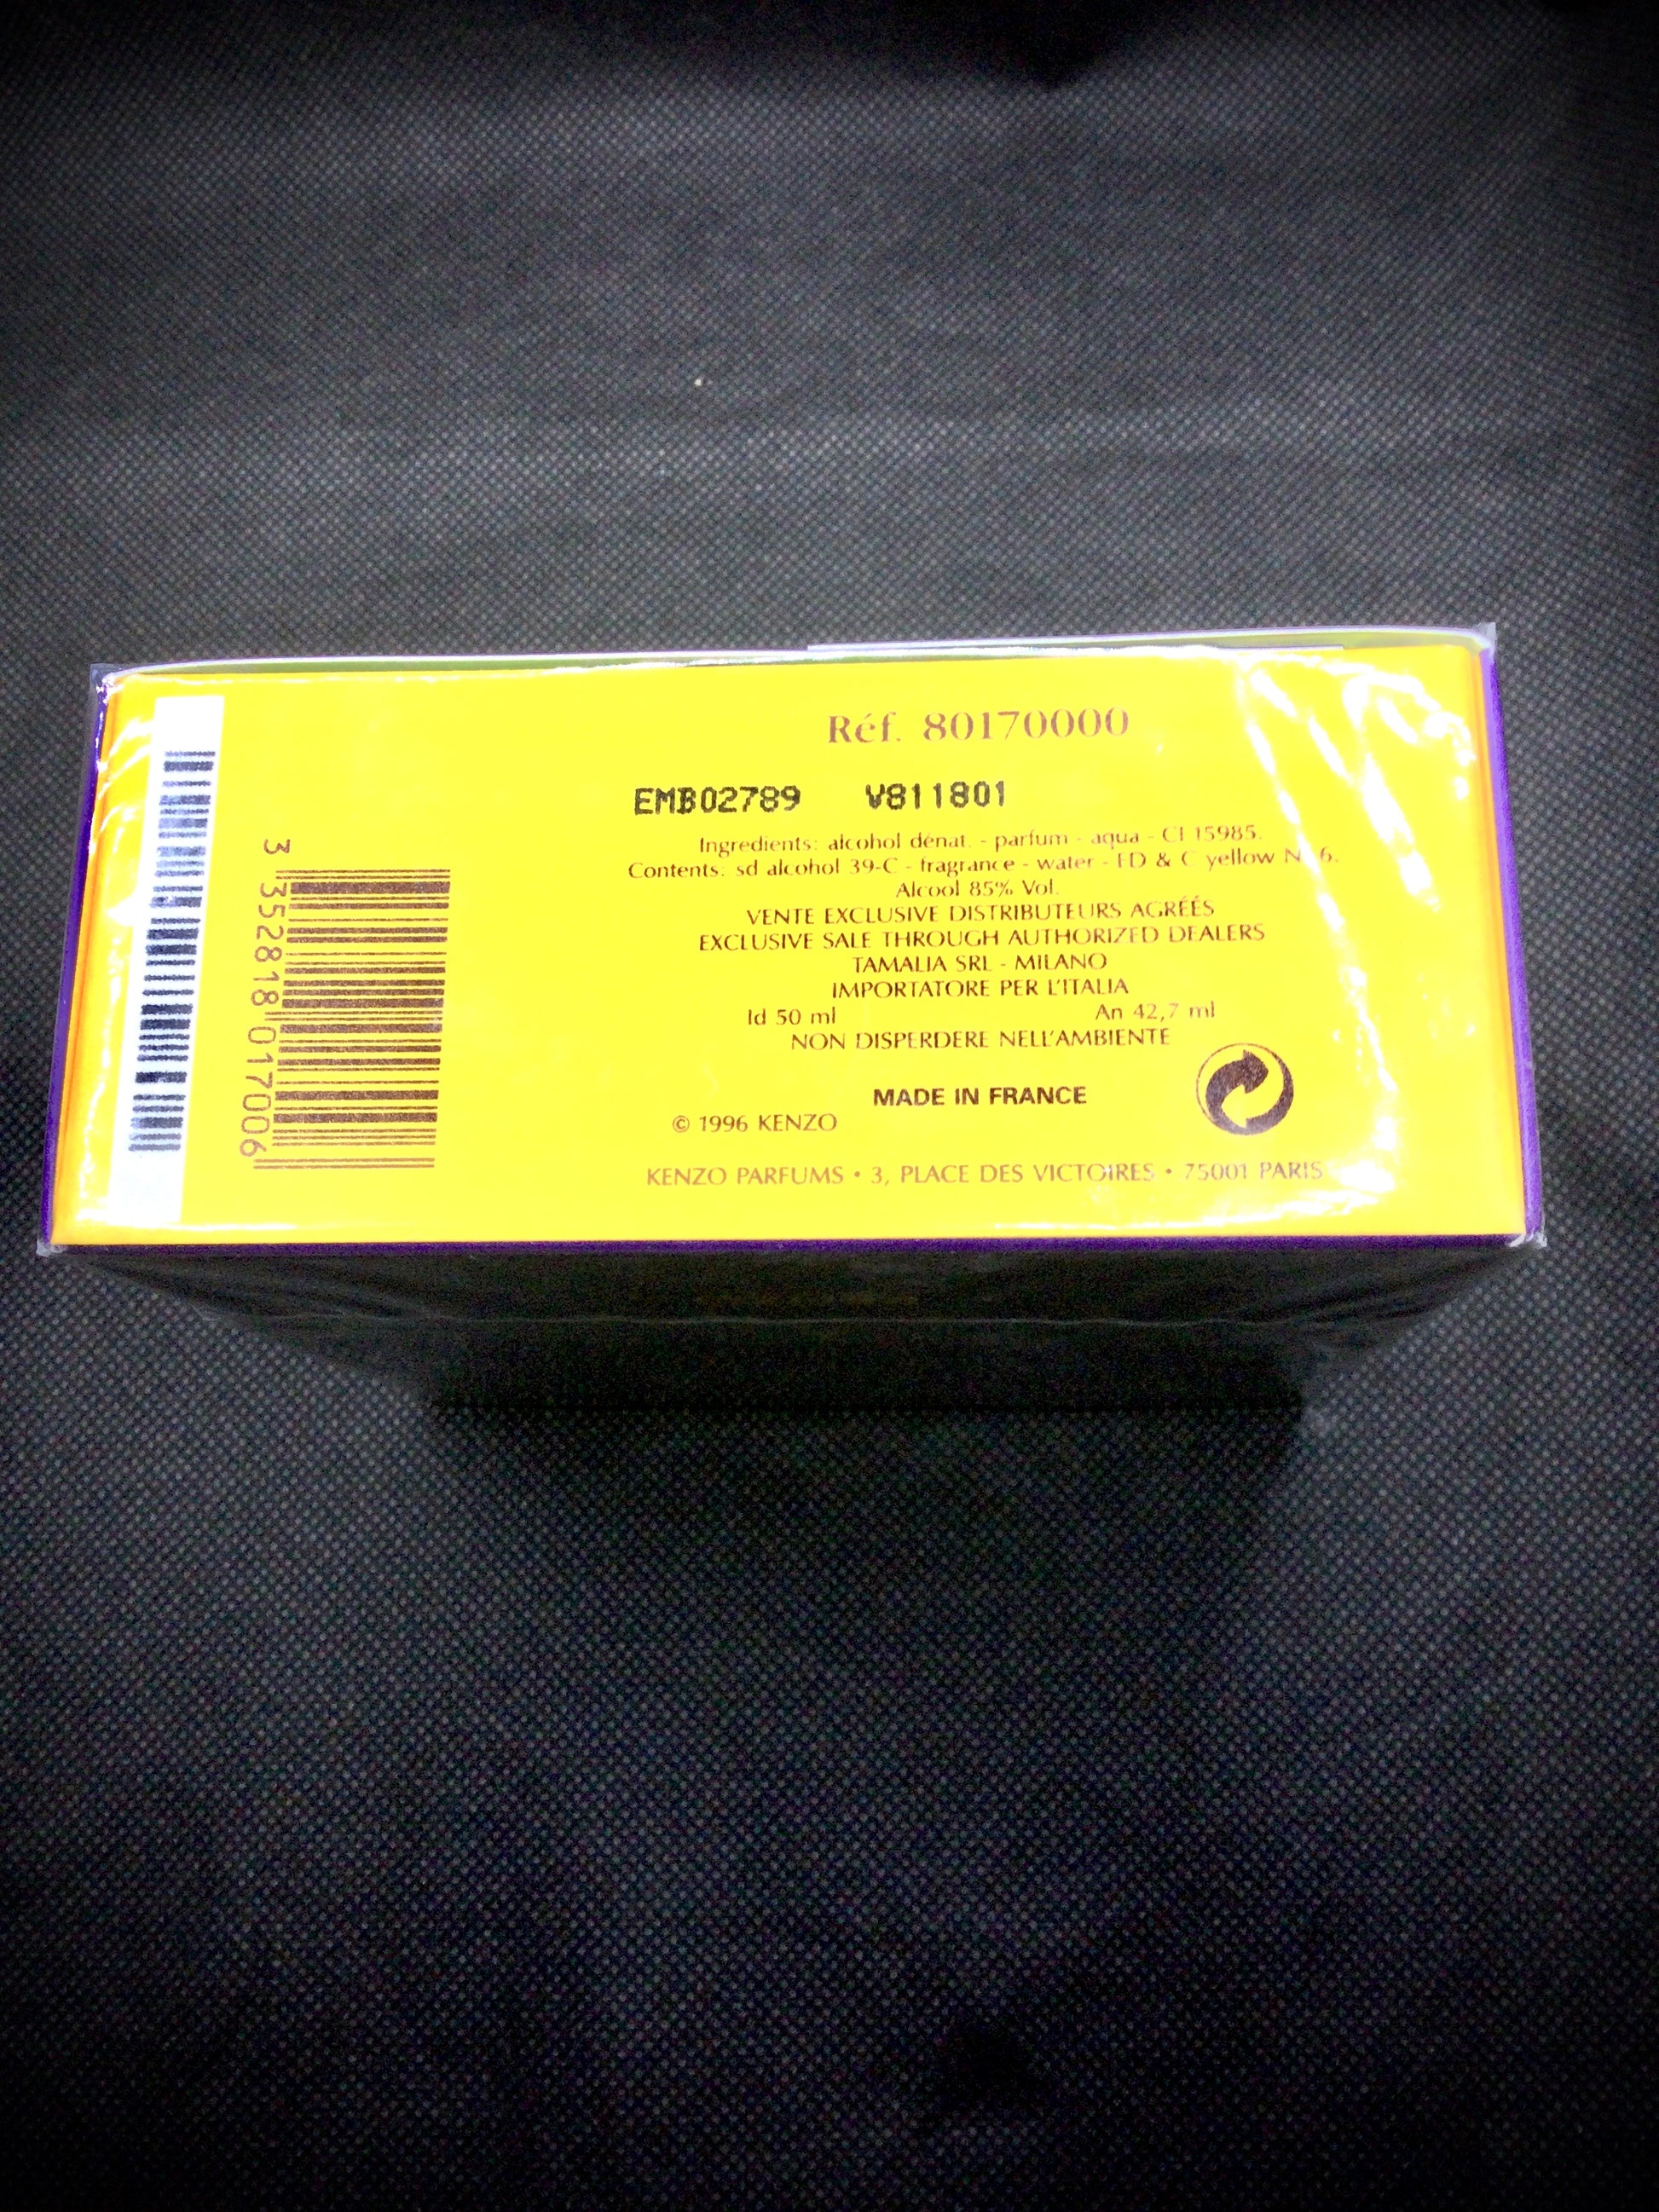 Réf. 80170000
EMB02789 V811801
Ingredients: alcohol dénat. - parfum - aqua - CI 15985.
Contents: sd alcohol 39-C - fragrance - water - FD & C yellow N° 6.
Alcool 85% Vol.
VENTE EXCLUSIVE DISTRIBUTEURS AGRÉÉS
EXCLUSIVE SALE THROUGH AUTHORIZED DEALERS
TAMALIA SRL - MILANO
IMPORTATORE PER L'ITALIA
Id 50 ml An 42,7 ml
NON DISPERDERE NELL'AMBIENTE
MADE IN FRANCE
© 1996 KENZO
KENZO PARFUMS • 3, PLACE DES VICTOIRES • 75001 PARIS
3 352818 017006